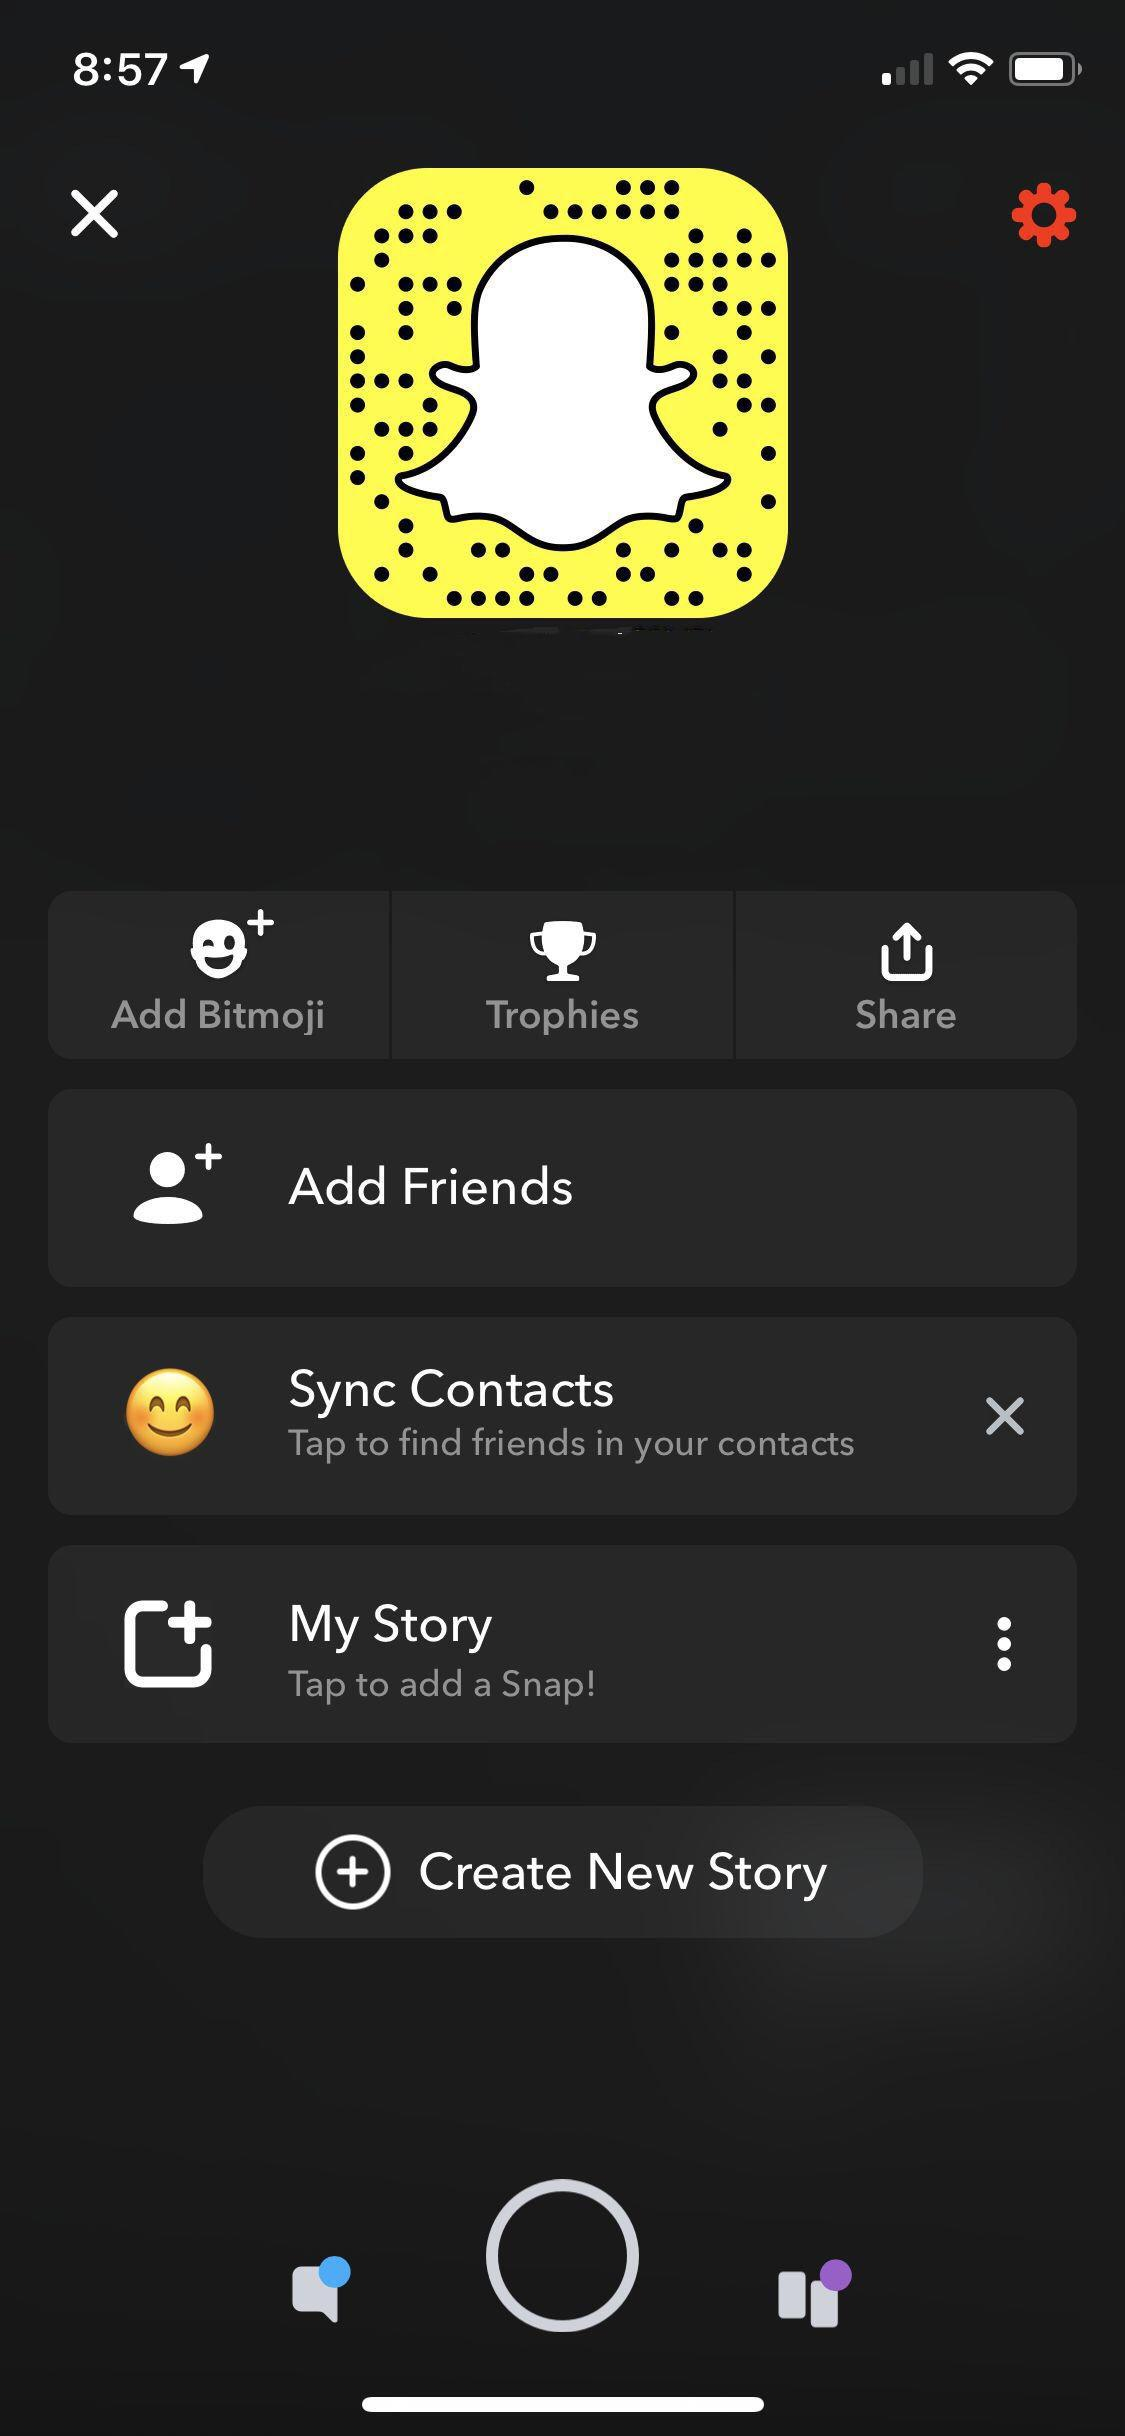 8:57
Add Bitmoji
Trophies
Share
Add Friends
Sync Contacts
Tap to find friends in your contacts
My Story
Tap to add a Snap!
Create New Story